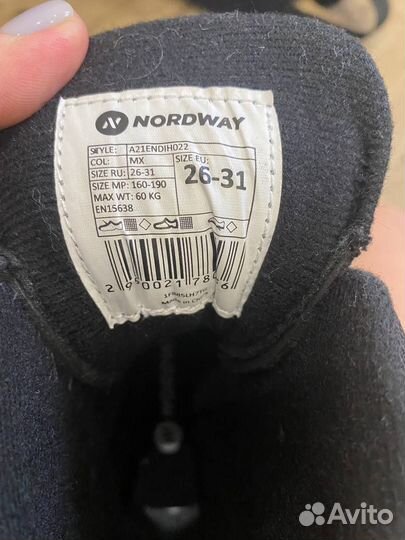 NORDWAY
STYLE: A21ENDIH022
COL: MX
SIZE RU: 26-31
SIZE MP: 160-190
MAX WT: 60 KG
EN15638
SIZE EU:
26-31
Avito